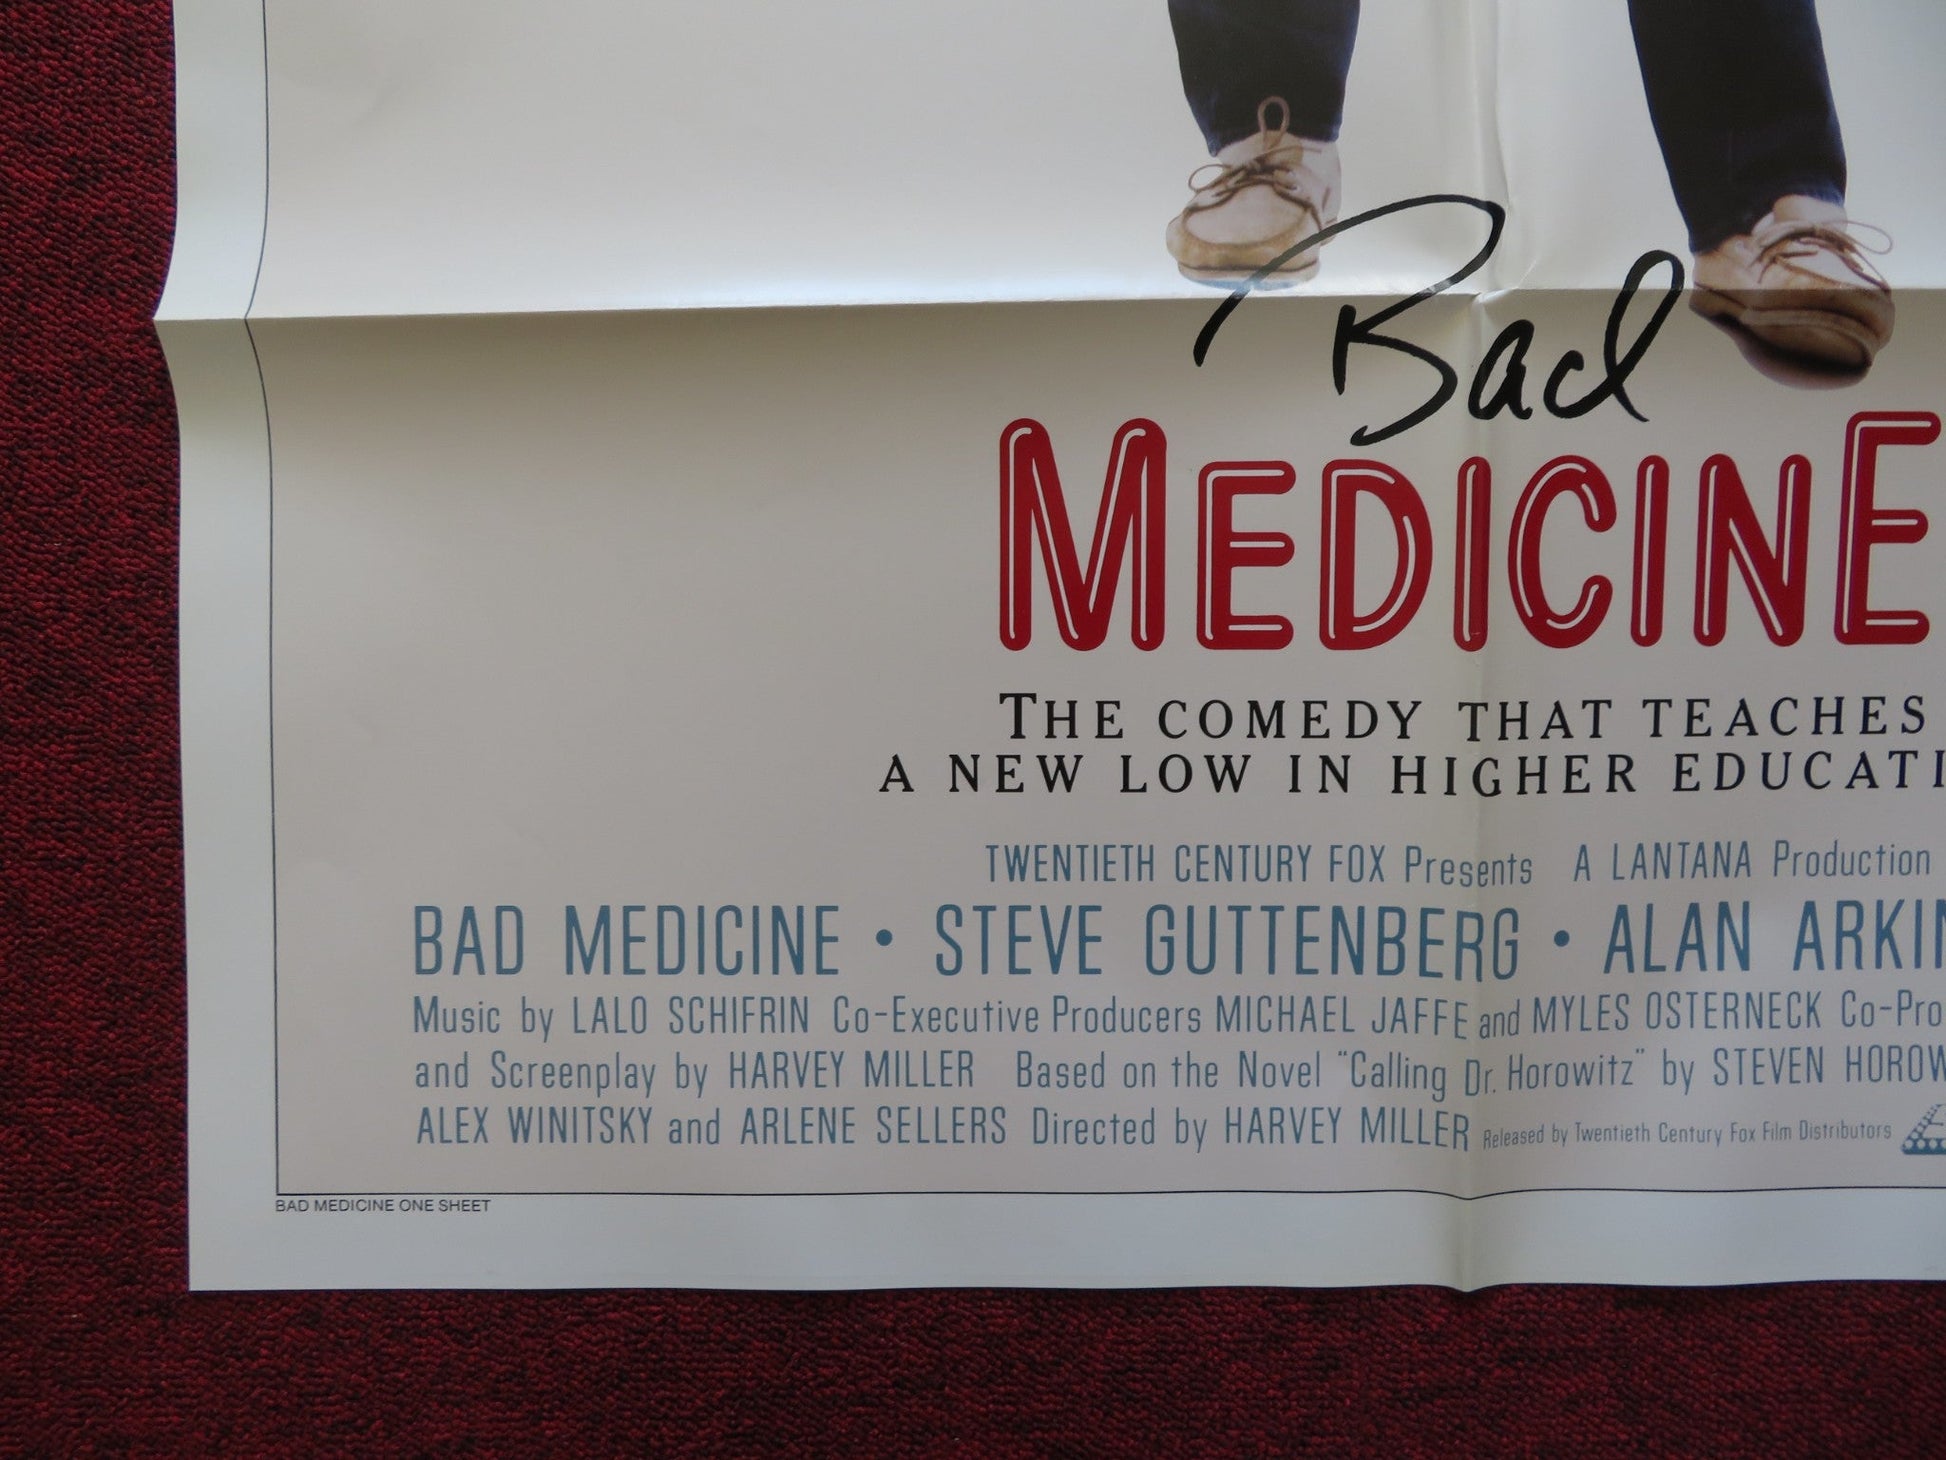 Bad
MEDICINE
THE COMEDY THAT TEACHES
A NEW LOW IN HIGHER EDUCATI
TWENTIETH CENTURY FOX Presents A LANTANA Production
BAD MEDICINE • STEVE GUTTENBERG • ALAN ARKIN
Music by LALO SCHIFRIN Co-Executive Producers MICHAEL JAFFE and MYLES OSTERNECK Co-Pro
and Screenplay by HARVEY MILLER Based on the Novel "Calling Dr. Horowitz" by STEVEN HOROW
ALEX WINITSKY and ARLENE SELLERS Directed by HARVEY MILLER Released by Twentieth Century Fox Film Distributors
BAD MEDICINE ONE SHEET